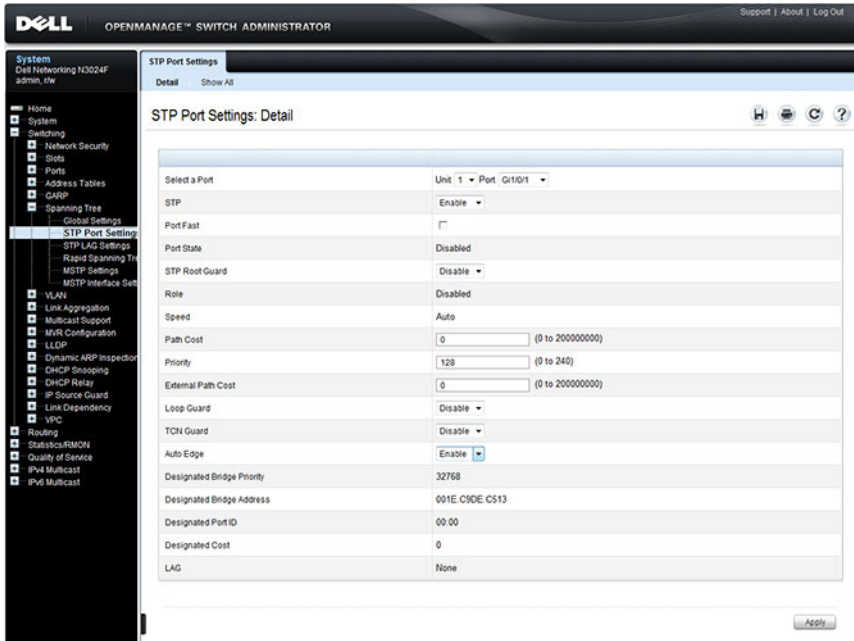 Support | About | Log Out
DELL OPENMANAGE™ SWITCH ADMINISTRATOR
System
Dell Networking N3024F
admin, r/w
Home
System
Switching
Network Security
Slots
Ports
Address Tables
GARP
Spanning Tree
Global Settings
STP Port Setting
STP LAG Settings
Rapid Spanning Tre
MSTP Settings
MSTP Interface Sett
VLAN
Link Aggregation
Multicast Support
MVR Configuration
LLDP
Dynamic ARP Inspection
DHCP Snooping
DHCP Relay
IP Source Guard
Link Dependency
VPC
Routing
Statistics/RMON
Quality of Service
IPv4 Multicast
IPv6 Multicast
STP Port Settings
Detail Show All
STP Port Settings: Detail
Select a Port Unit 1 Port Gi1/0/1
STP Enable
Port Fast
Port State Disabled
STP Root Guard Disable
Role Disabled
Speed Auto
Path Cost 0 (0 to 200000000)
Priority 128 (0 to 240)
External Path Cost 0 (0 to 200000000)
Loop Guard Disable
TCN Guard Disable
Auto Edge Enable
Designated Bridge Priority 32768
Designated Bridge Address 001E.C9DE.C513
Designated Port ID 00:00
Designated Cost 0
LAG None
Apply